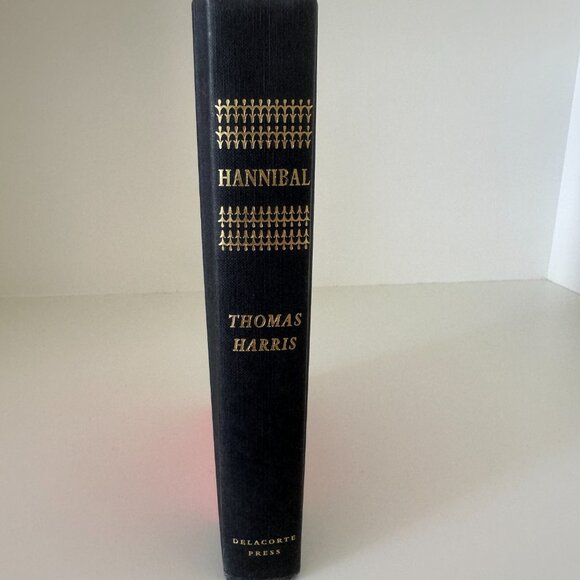 HANNIBAL
THOMAS
HARRIS
DELACORTE
PRESS